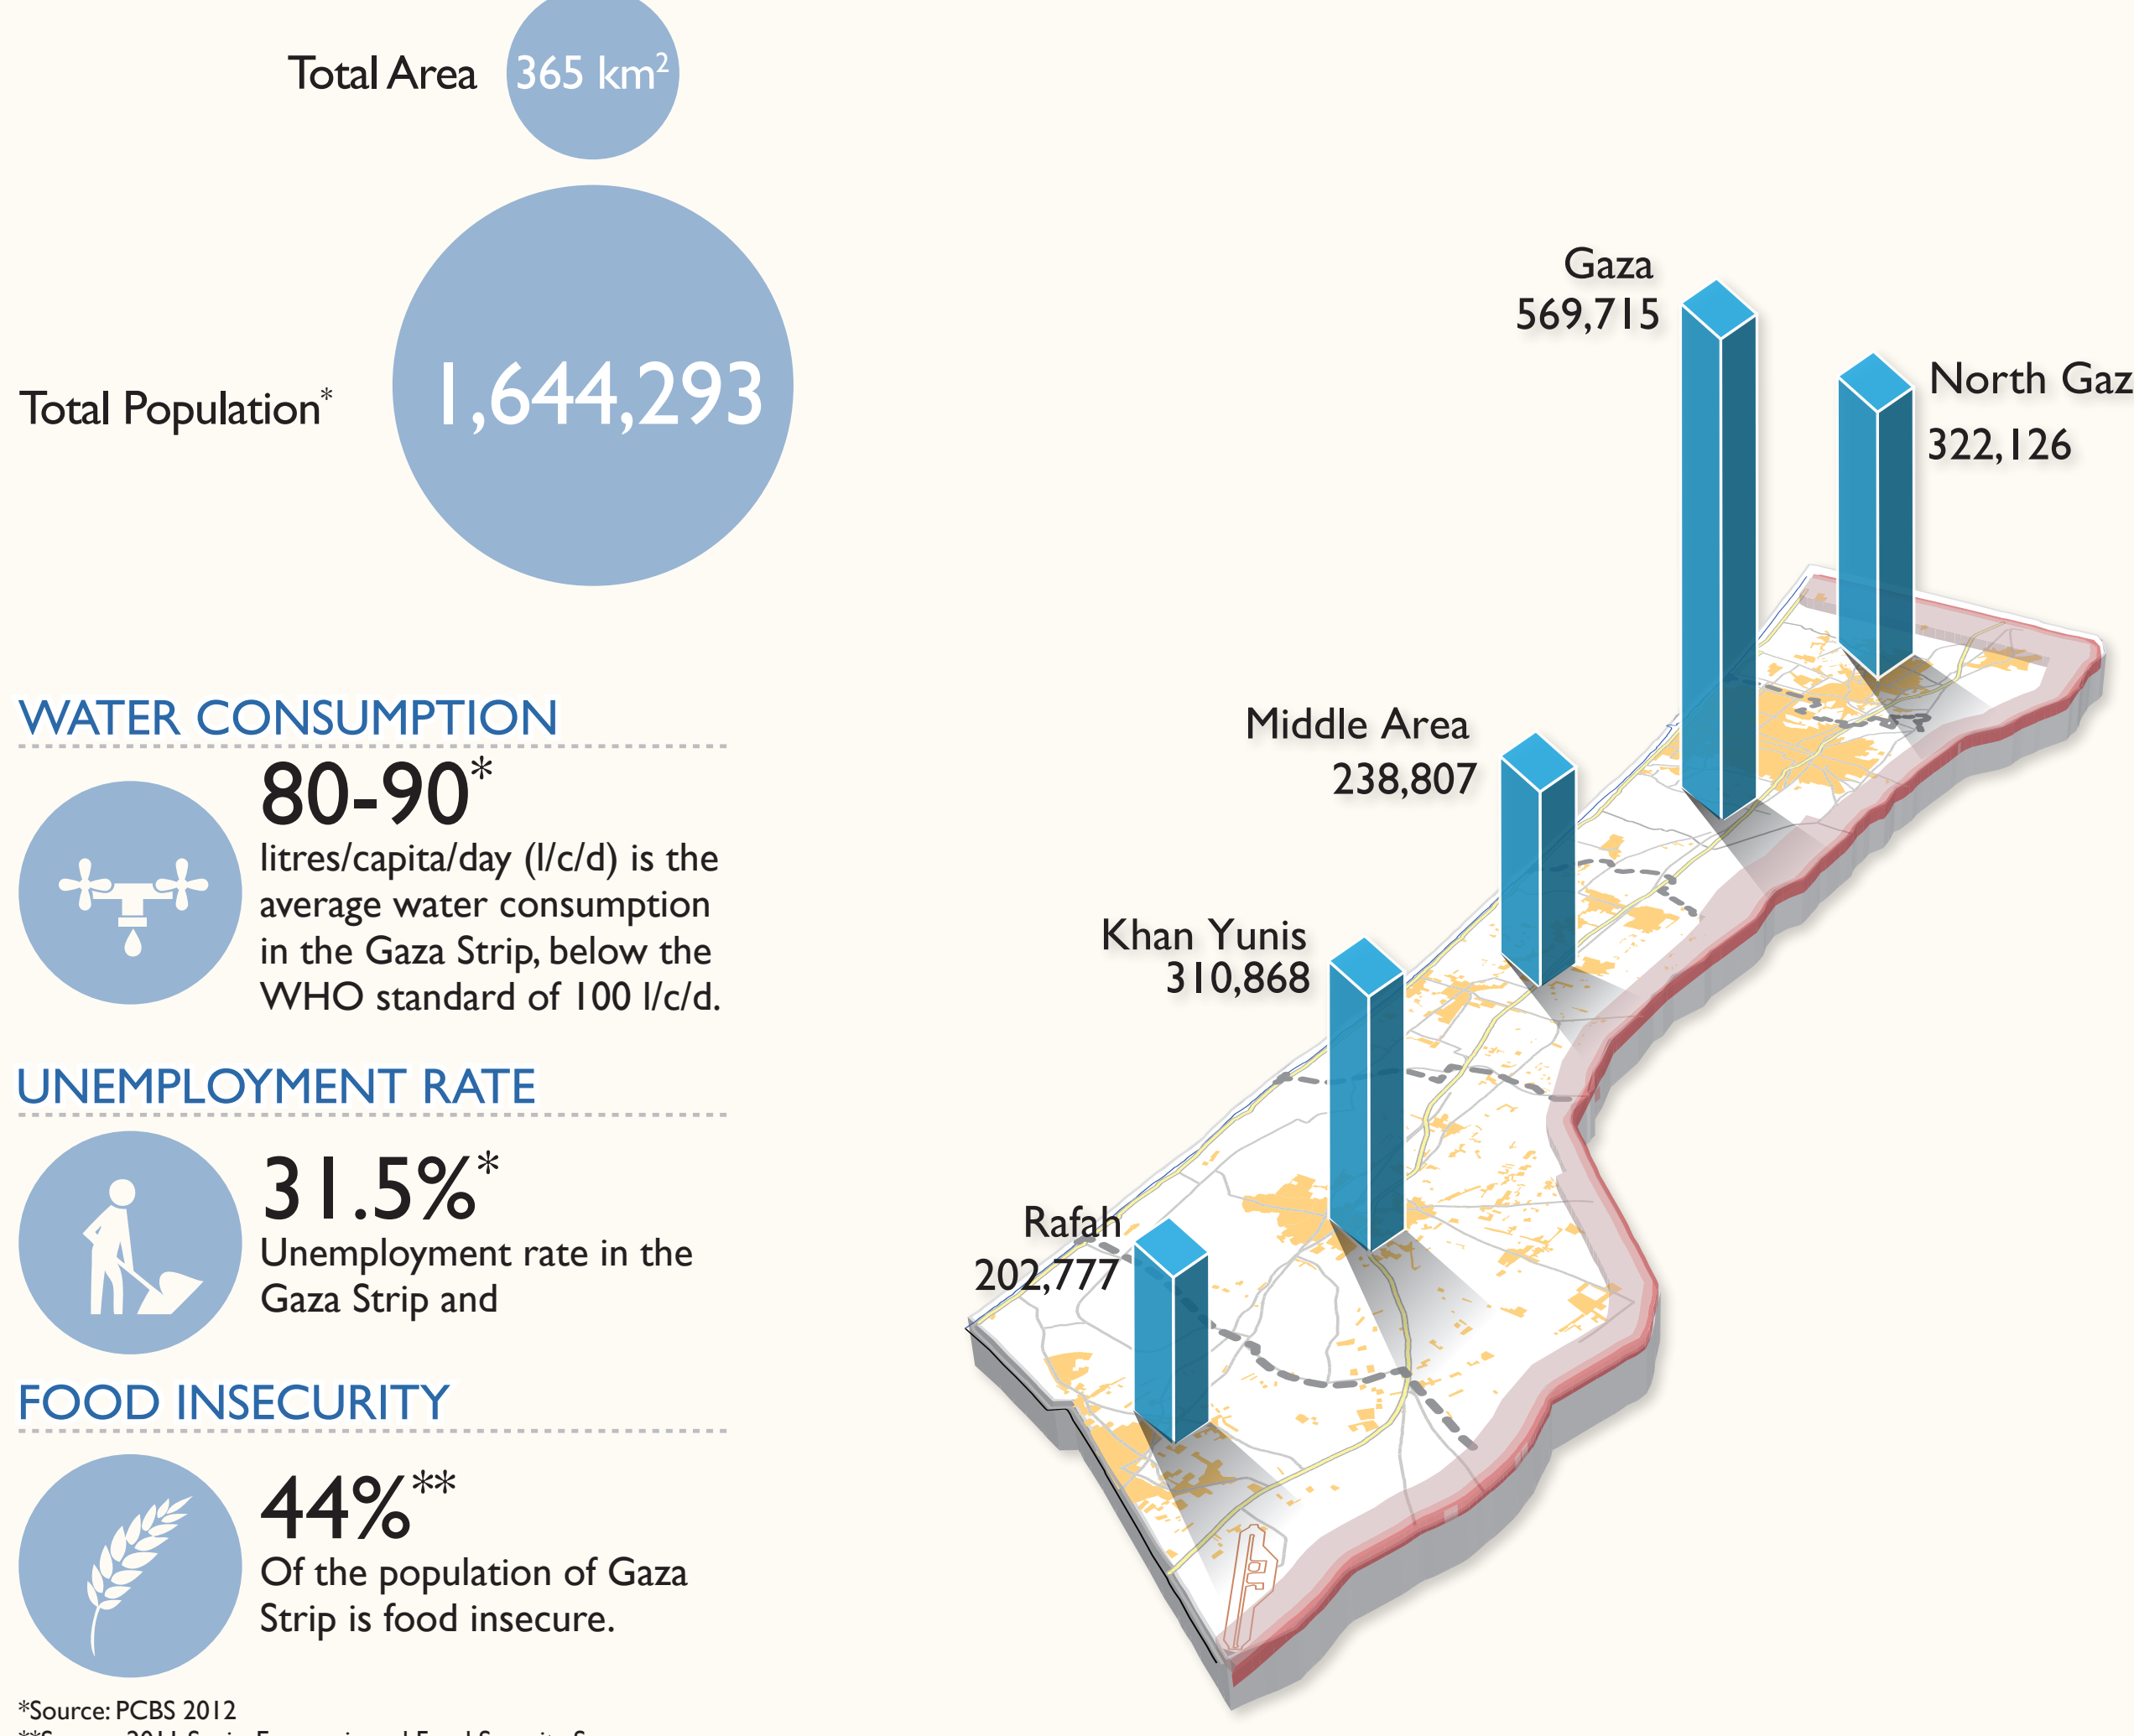 Total Area
365 km²
Total Population*
1,644,293
WATER CONSUMPTION
80-90*
litres/capita/day (l/c/d) is the
average water consumption
in the Gaza Strip, below the
WHO standard of 100 l/c/d.
UNEMPLOYMENT RATE
31.5%*
Unemployment rate in the
Gaza Strip and
FOOD INSECURITY
44%**
Of the population of Gaza
Strip is food insecure.
*Source: PCBS 2012
Gaza
569,715
North Gaz
322,126
Middle Area
238,807
Khan Yunis
310,868
Rafah
202,777